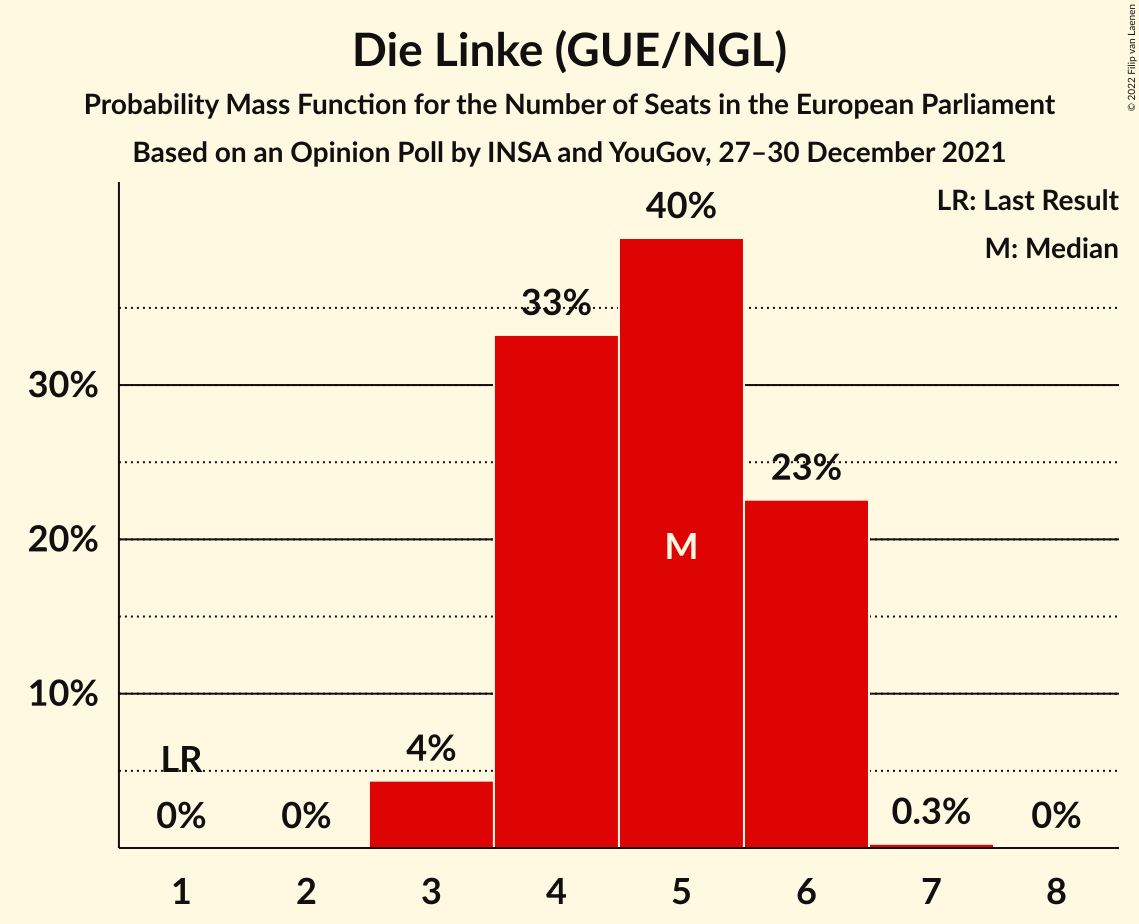 Die Linke (GUE/NGL)
Probability Mass Function for the Number of Seats in the European Parliament
Based on an Opinion Poll by INSA and YouGov, 27–30 December 2021
© 2022 Filip van Laenen
LR: Last Result
M: Median
40%
33%
30%
23%
20%
M
10%
LR
4%
0%
0%
0.3%
0%
1 2 3 4 5 6 7 8